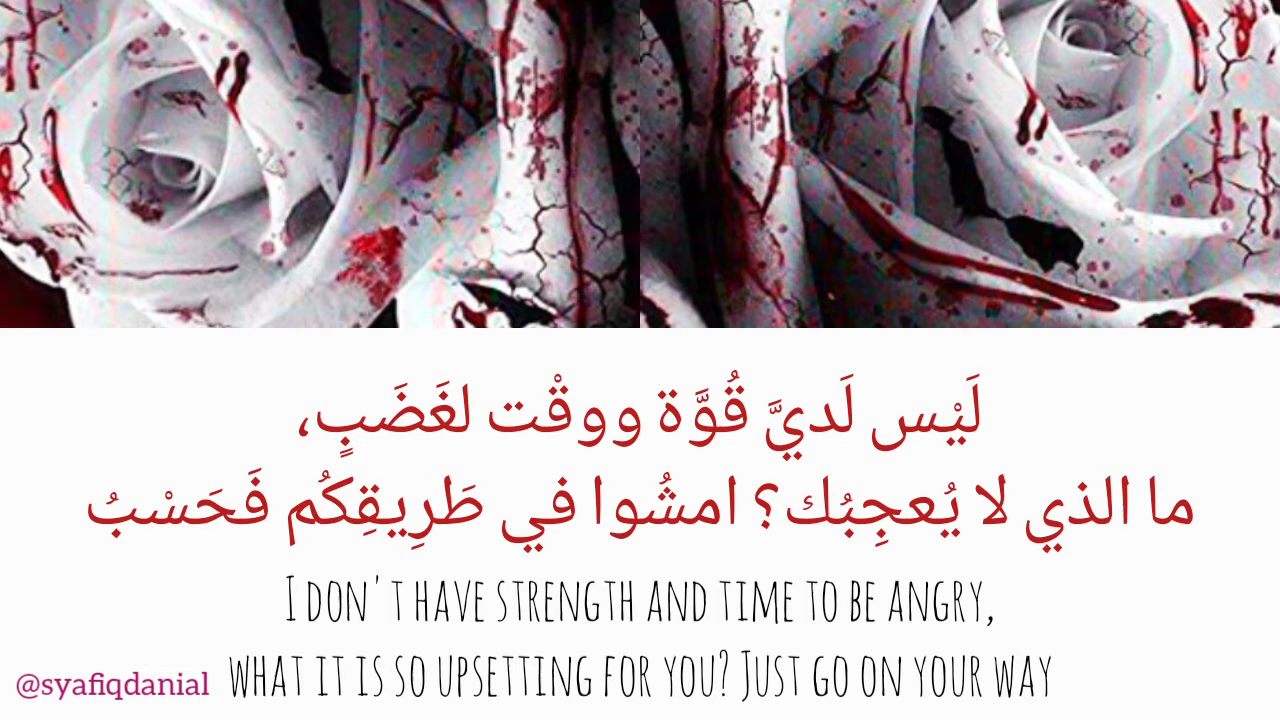 لَيْس لَديَّ قُوَّة ووقْت لغَضَبٍ،
ما الذي لا يُعجِبُك؟ امشُوا في طَرِيقِكُم فَحَسْبُ
I DON'T HAVE STRENGTH AND TIME TO BE ANGRY,
WHAT IT IS SO UPSETTING FOR YOU? JUST GO ON YOUR WAY
@syafiqdanial